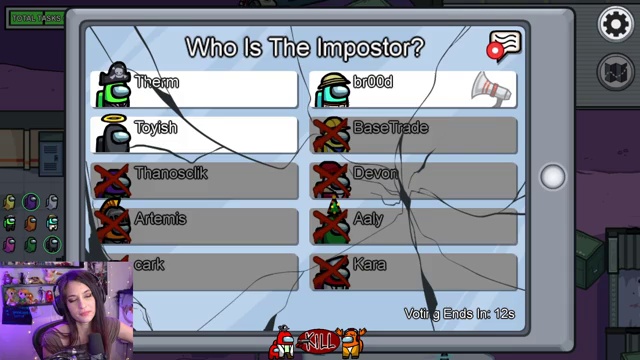 TOTAL TASKS
Who Is The Impostor?
Therm
br00d
Toyish
BaseTrade
Thanosclik
Devon
Artemis
Aaly
cark
Kara
Voting Ends In: 12s
KILL